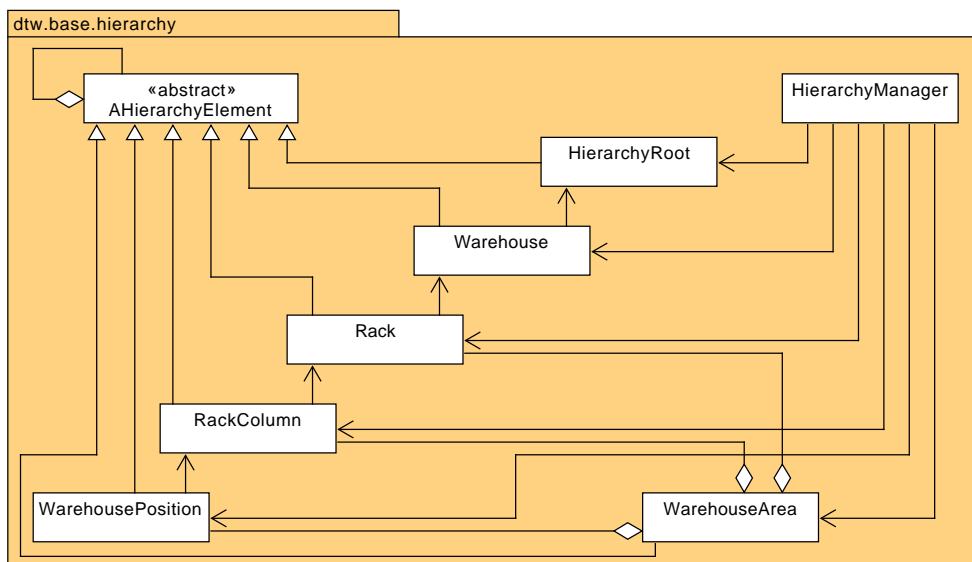 dtw.base.hierarchy
«abstract»
AHierarchyElement
HierarchyManager
HierarchyRoot
Warehouse
Rack
RackColumn
WarehousePosition
WarehouseArea